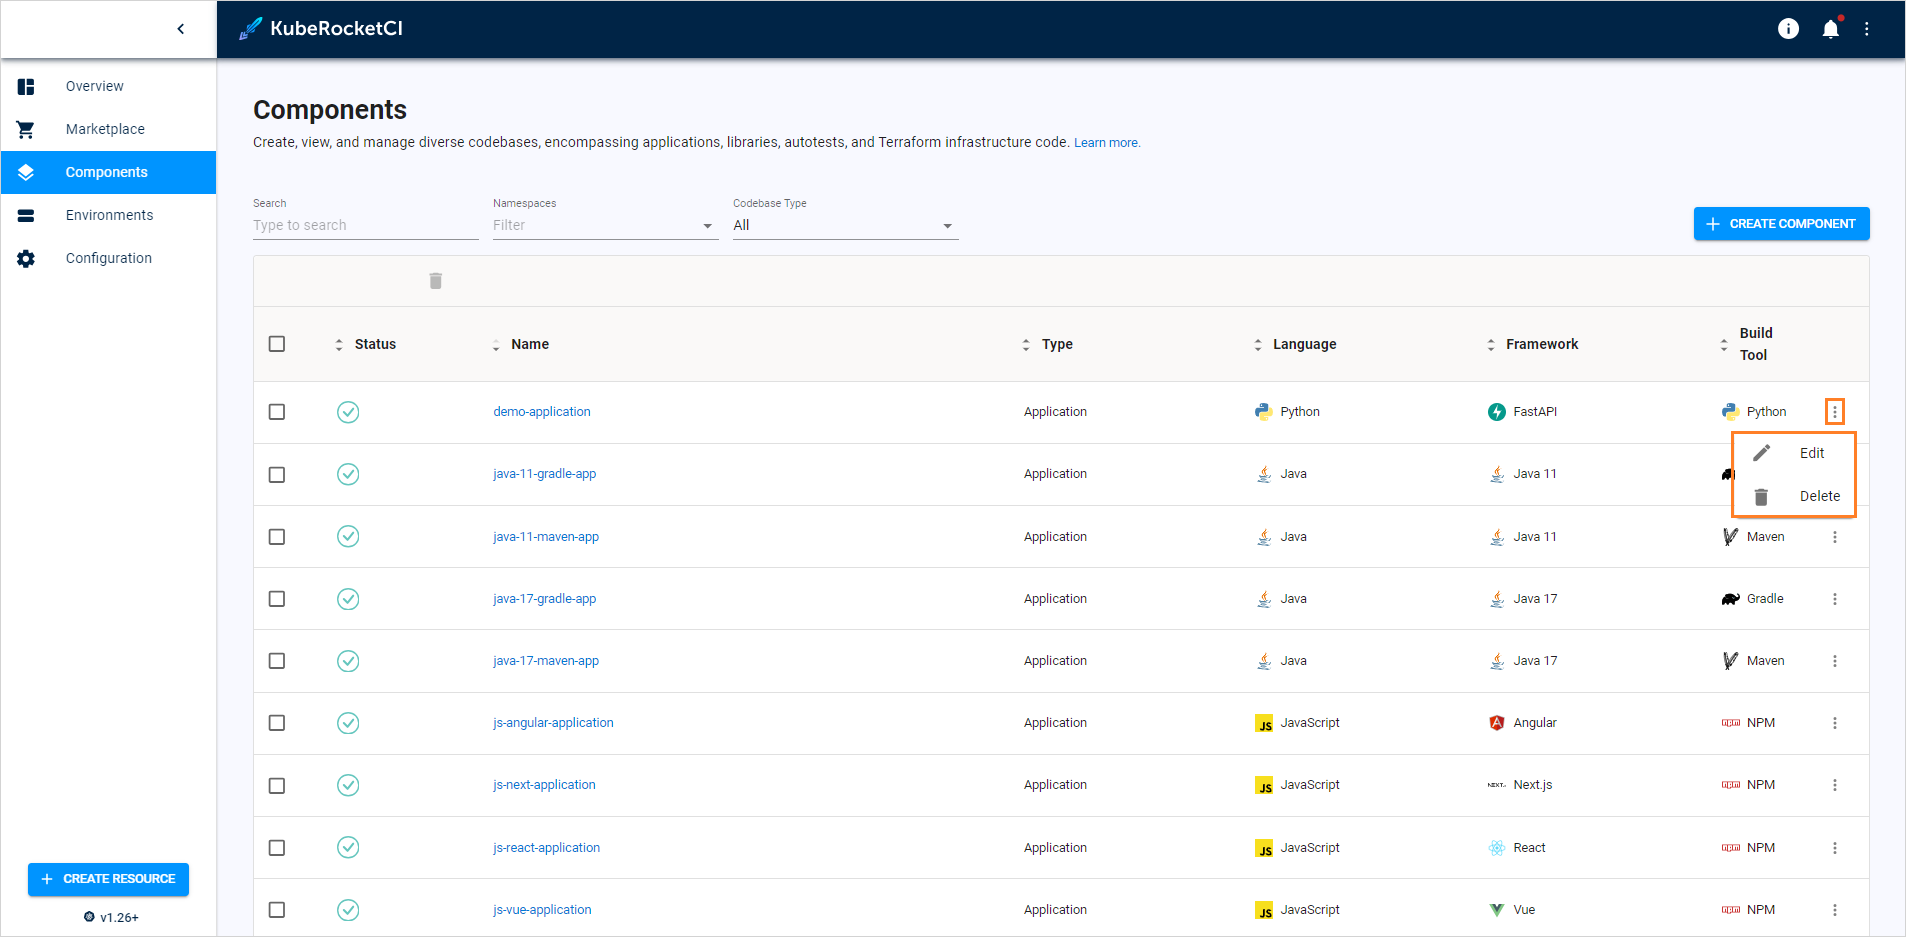 KubeRocketCI
Overview
Marketplace
Components
Environments
Configuration
CREATE RESOURCE
v1.26+
Components
Create, view, and manage diverse codebases, encompassing applications, libraries, autotests, and Terraform infrastructure code. Learn more.
Search
Type to search
Namespaces
Filter
Codebase Type
All
CREATE COMPONENT
Status Name Type Language Framework Build Tool
demo-application Application Python FastAPI Python
Edit
Delete
java-11-gradle-app Application Java Java 11
java-11-maven-app Application Java Java 11 Maven
java-17-gradle-app Application Java Java 17 Gradle
java-17-maven-app Application Java Java 17 Maven
js-angular-application Application JS JavaScript Angular NPM
js-next-application Application JS JavaScript NEXT.js Next.js NPM
js-react-application Application JS JavaScript React NPM
js-vue-application Application JS JavaScript Vue NPM